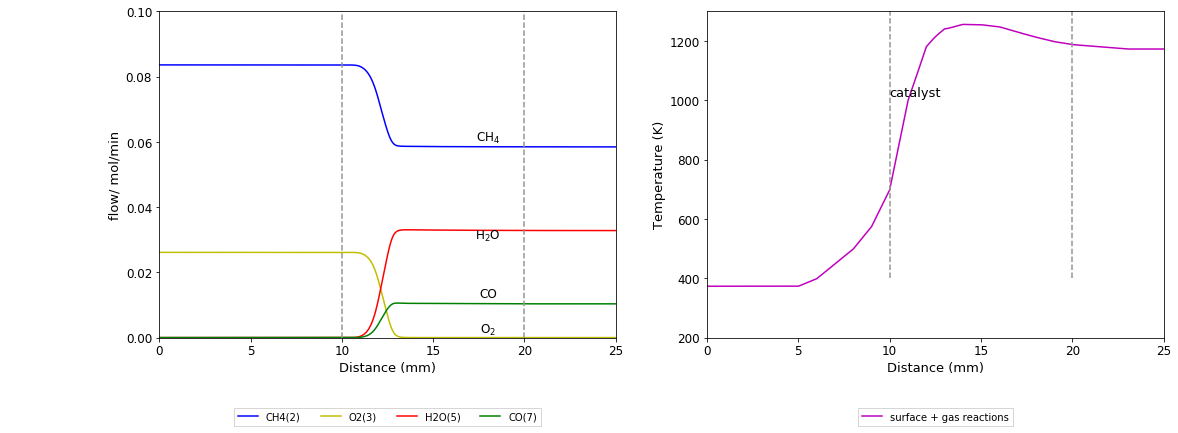 0.10
0.08
0.06
0.04
0.02
0.00
flow/ mol/min
CH₄
H₂O
CO
O₂
0 5 10 15 20 25
Distance (mm)
CH4(2) O2(3) H2O(5) CO(7)
1200
1000
800
600
400
200
Temperature (K)
catalyst
0 5 10 15 20 25
Distance (mm)
surface + gas reactions